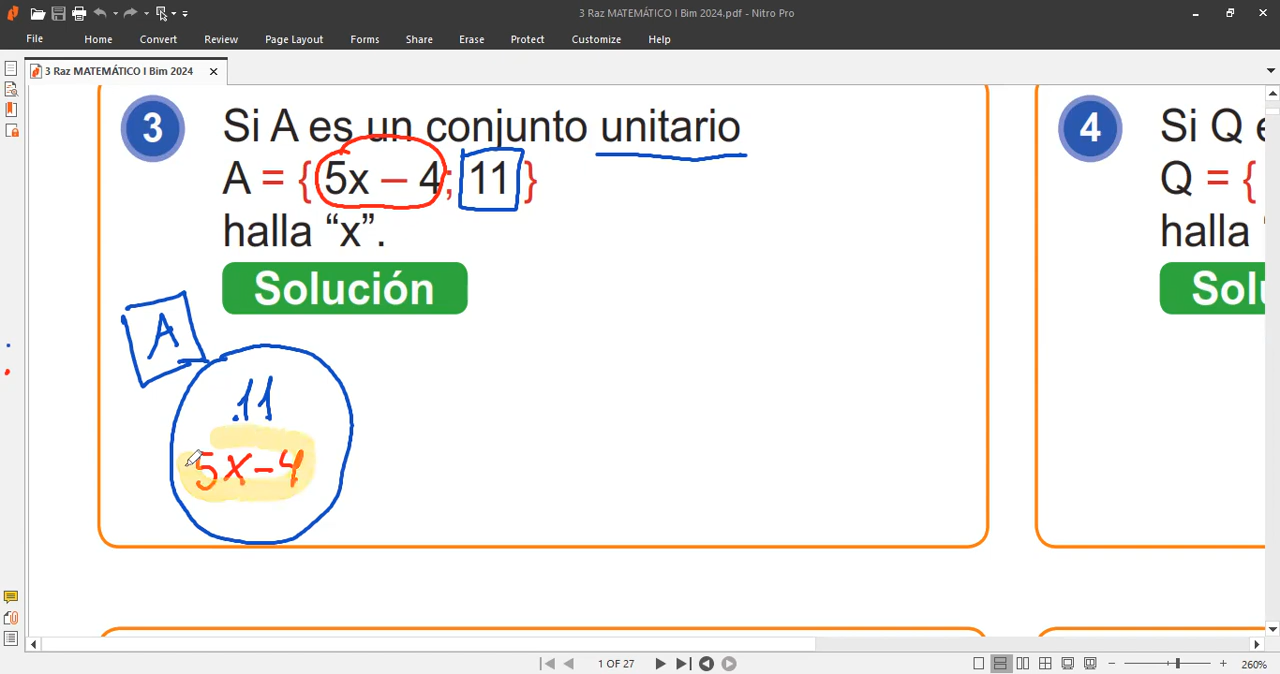 3 Raz MATEMÁTICO I Bim 2024.pdf - Nitro Pro
File Home Convert Review Page Layout Forms Share Erase Protect Customize Help
3 Raz MATEMÁTICO I Bim 2024
3 Si A es un conjunto unitario
A = { 5x – 4; 11 }
halla “x”.
Solución
A
11
5x-4
4 Si Q e
Q = {
halla
Sol
1 OF 27
260%